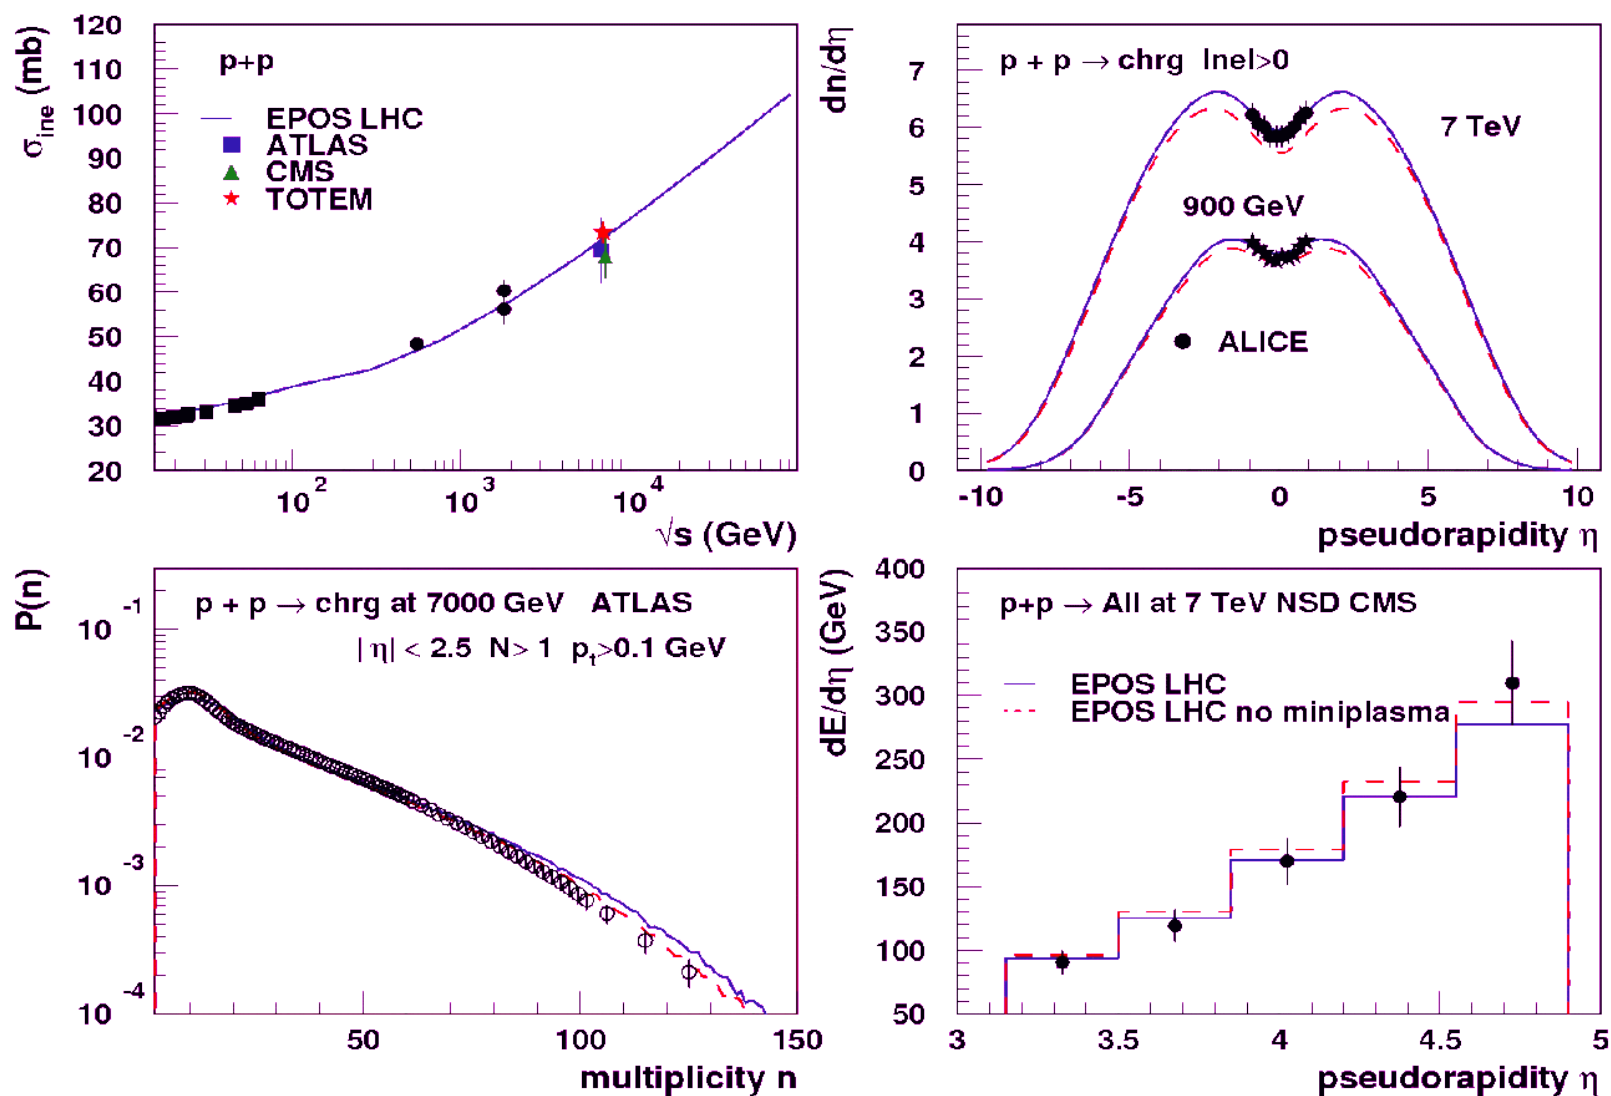 σine (mb)
120
110
100
90
80
70
60
50
40
30
20
p+p
EPOS LHC
ATLAS
CMS
TOTEM
10^2
10^3
10^4
√s (GeV)
dn/dη
7
6
5
4
3
2
1
0
p + p → chrg Inel>0
7 TeV
900 GeV
ALICE
-10
-5
0
5
10
pseudorapidity η
P(n)
10^-1
10^-2
10^-3
10^-4
p + p → chrg at 7000 GeV ATLAS
|η| < 2.5 N> 1 pt>0.1 GeV
50
100
150
multiplicity n
dE/dη (GeV)
400
350
300
250
200
150
100
50
p+p → All at 7 TeV NSD CMS
EPOS LHC
EPOS LHC no miniplasma
3
3.5
4
4.5
5
pseudorapidity η